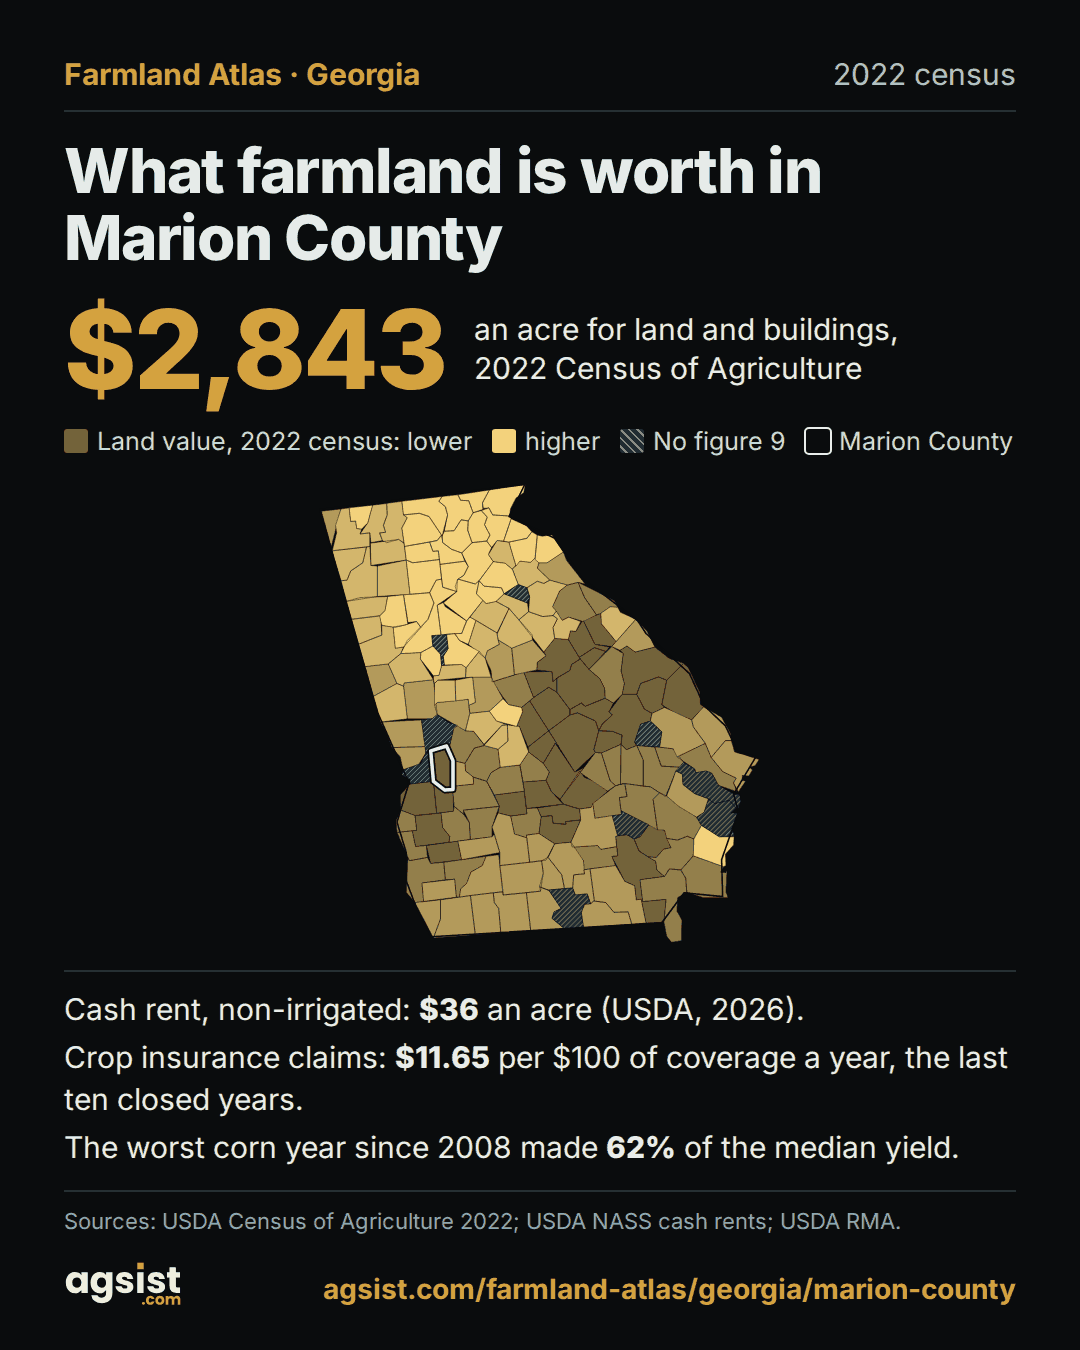 Farmland Atlas · Georgia
2022 census
What farmland is worth in
Marion County
$2,843
an acre for land and buildings,
2022 Census of Agriculture
Land value, 2022 census: lower
higher
No figure 9
Marion County
Cash rent, non-irrigated: $36 an acre (USDA, 2026).
Crop insurance claims: $11.65 per $100 of coverage a year, the last
ten closed years.
The worst corn year since 2008 made 62% of the median yield.
Sources: USDA Census of Agriculture 2022; USDA NASS cash rents; USDA RMA.
agsist
.com
agsist.com/farmland-atlas/georgia/marion-county